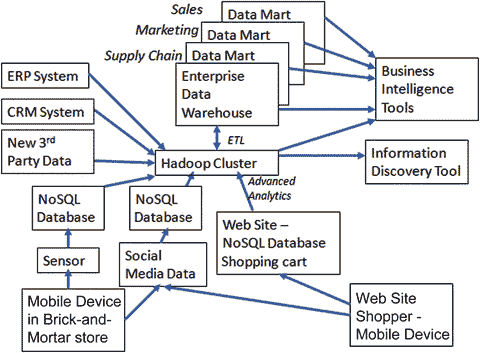 Sales
Data Mart
Marketing
Data Mart
Supply Chain
Data Mart
ERP System
Enterprise
Data
Warehouse
Business
Intelligence
Tools
CRM System
ETL
New 3rd
Party Data
Hadoop Cluster
Information
Discovery Tool
Advanced
Analytics
NoSQL
Database
NoSQL
Database
Web Site –
NoSQL Database
Shopping cart
Sensor
Social
Media Data
Mobile Device
in Brick-and-
Mortar store
Web Site
Shopper -
Mobile Device